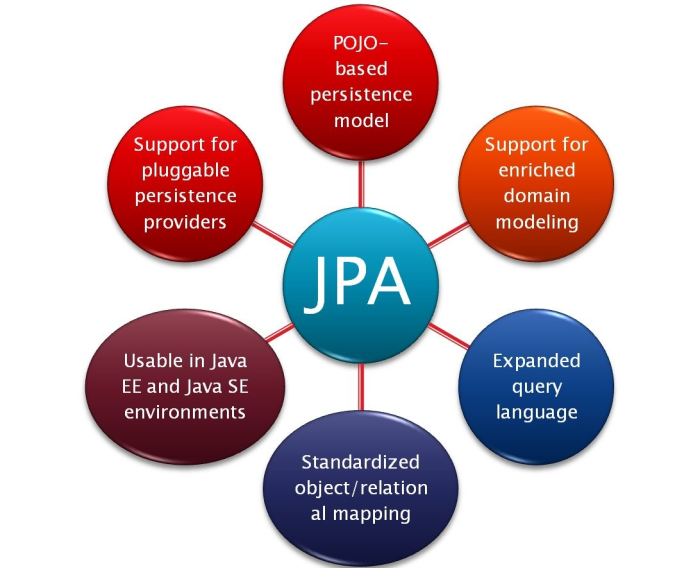 POJO-
based
persistence
model
Support for
enriched
domain
modeling
Expanded
query
language
Standardized
object/relation
al mapping
Usable in Java
EE and Java SE
environments
Support for
pluggable
persistence
providers
JPA